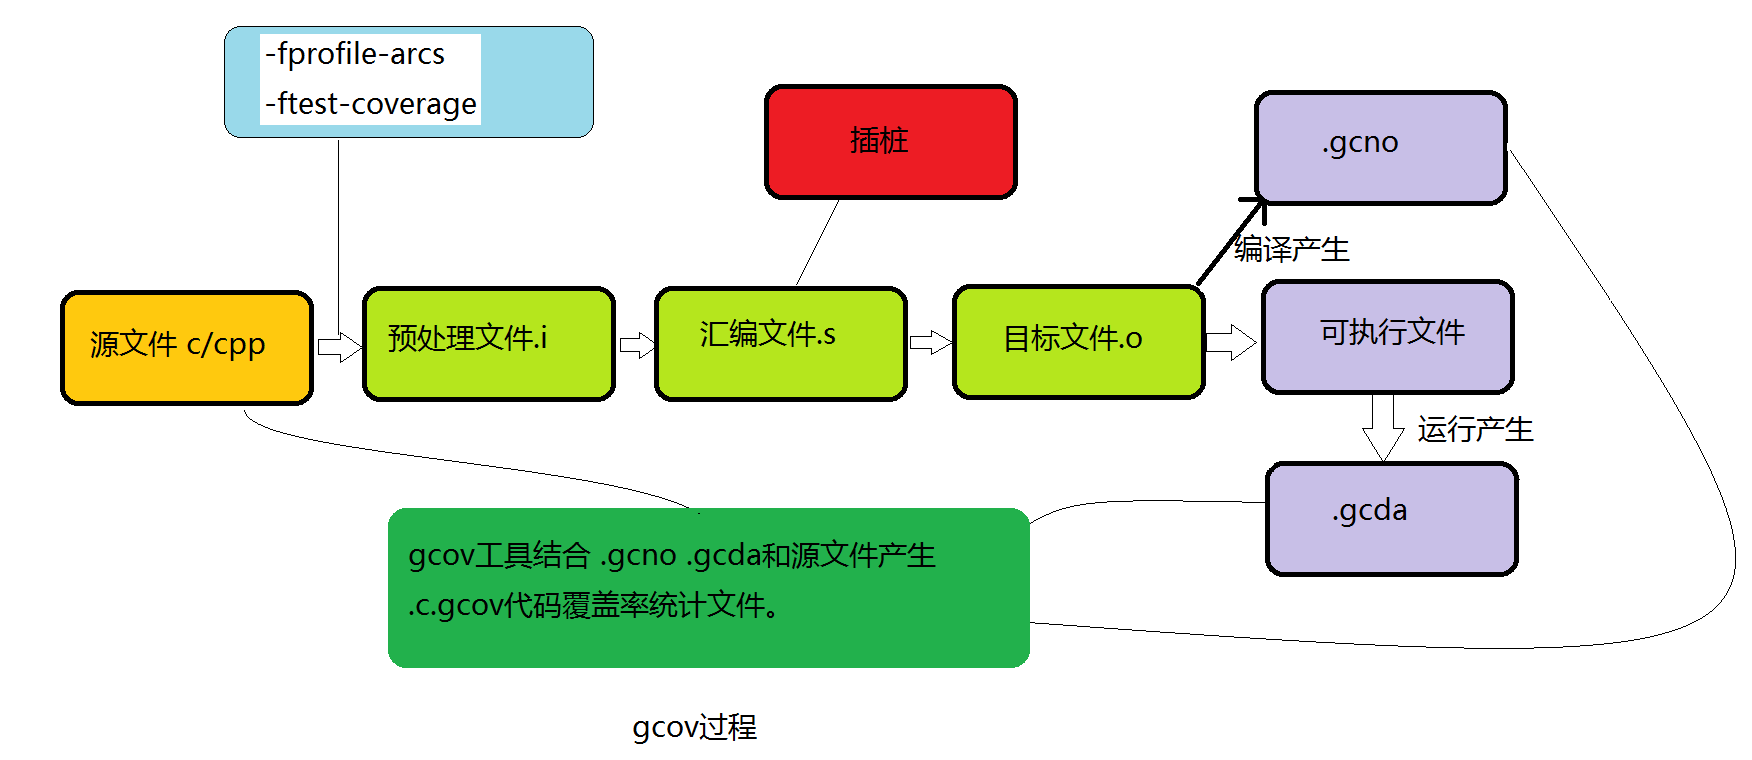 -fprofile-arcs
-ftest-coverage
插桩
.gcno
编译产生
源文件 c/cpp
预处理文件.i
汇编文件.s
目标文件.o
可执行文件
运行产生
.gcda
gcov工具结合 .gcno .gcda和源文件产生
.c.gcov代码覆盖率统计文件。
gcov过程